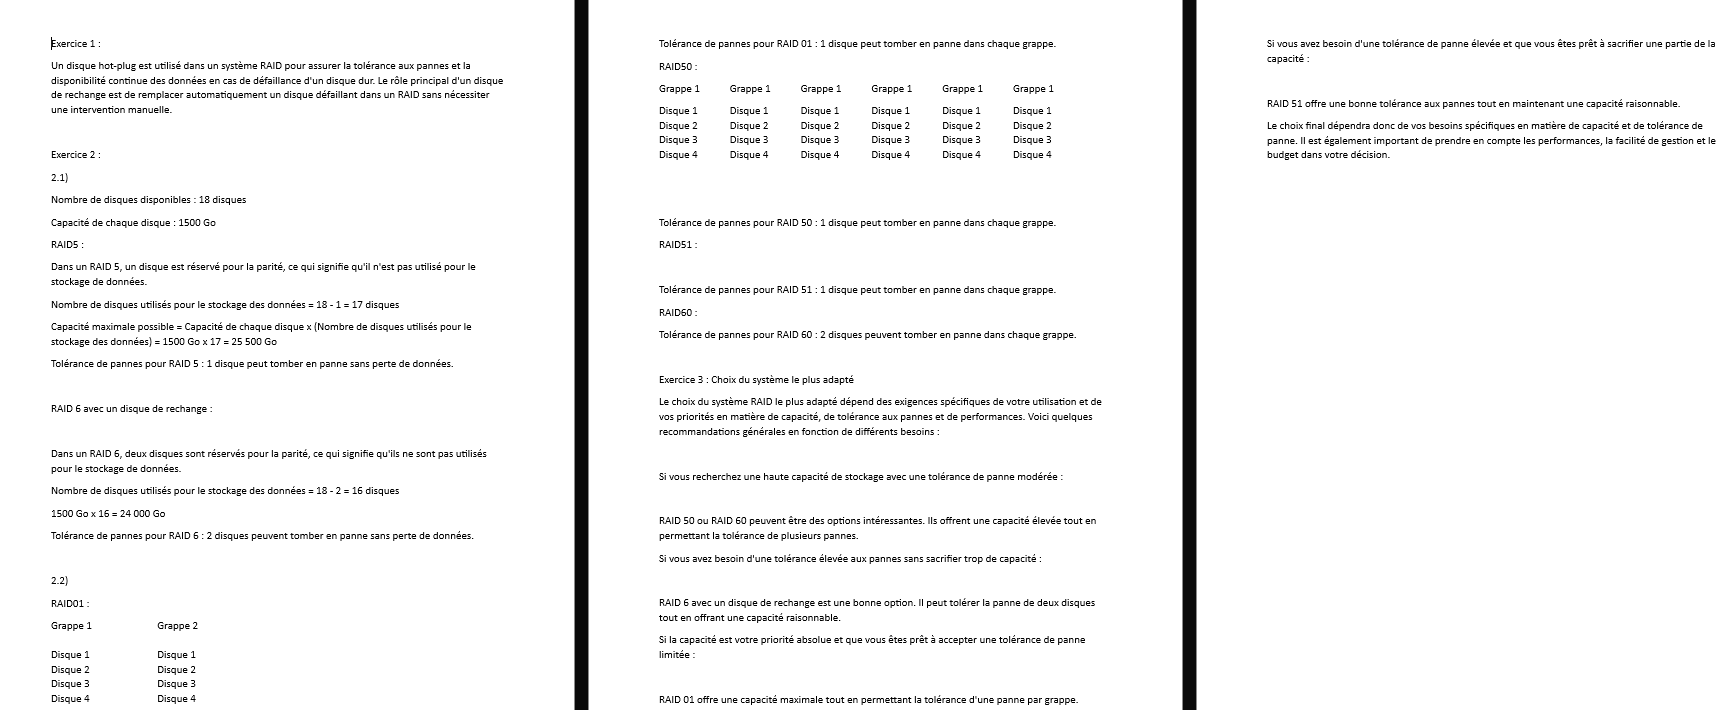 Exercice 1 :
Un disque hot-plug est utilisé dans un système RAID pour assurer la tolérance aux pannes et la
disponibilité continue des données en cas de défaillance d'un disque dur. Le rôle principal d'un disque
de rechange est de remplacer automatiquement un disque défaillant dans un RAID sans nécessiter
une intervention manuelle.
Exercice 2 :
2.1)
Nombre de disques disponibles : 18 disques
Capacité de chaque disque : 1500 Go
RAID5 :
Dans un RAID 5, un disque est réservé pour la parité, ce qui signifie qu'il n'est pas utilisé pour le
stockage de données.
Nombre de disques utilisés pour le stockage des données = 18 - 1 = 17 disques
Capacité maximale possible = Capacité de chaque disque x (Nombre de disques utilisés pour le
stockage des données) = 1500 Go x 17 = 25 500 Go
Tolérance de pannes pour RAID 5 : 1 disque peut tomber en panne sans perte de données.
RAID 6 avec un disque de rechange :
Dans un RAID 6, deux disques sont réservés pour la parité, ce qui signifie qu'ils ne sont pas utilisés
pour le stockage de données.
Nombre de disques utilisés pour le stockage des données = 18 - 2 = 16 disques
1500 Go x 16 = 24 000 Go
Tolérance de pannes pour RAID 6 : 2 disques peuvent tomber en panne sans perte de données.
2.2)
RAID01 :
Grappe 1 Grappe 2
Disque 1 Disque 1
Disque 2 Disque 2
Disque 3 Disque 3
Disque 4 Disque 4
Tolérance de pannes pour RAID 01 : 1 disque peut tomber en panne dans chaque grappe.
RAID50 :
Grappe 1 Grappe 1 Grappe 1 Grappe 1 Grappe 1 Grappe 1
Disque 1 Disque 1 Disque 1 Disque 1 Disque 1 Disque 1
Disque 2 Disque 2 Disque 2 Disque 2 Disque 2 Disque 2
Disque 3 Disque 3 Disque 3 Disque 3 Disque 3 Disque 3
Disque 4 Disque 4 Disque 4 Disque 4 Disque 4 Disque 4
Tolérance de pannes pour RAID 50 : 1 disque peut tomber en panne dans chaque grappe.
RAID51 :
Tolérance de pannes pour RAID 51 : 1 disque peut tomber en panne dans chaque grappe.
RAID60 :
Tolérance de pannes pour RAID 60 : 2 disques peuvent tomber en panne dans chaque grappe.
Exercice 3 : Choix du système le plus adapté
Le choix du système RAID le plus adapté dépend des exigences spécifiques de votre utilisation et de
vos priorités en matière de capacité, de tolérance aux pannes et de performances. Voici quelques
recommandations générales en fonction de différents besoins :
Si vous recherchez une haute capacité de stockage avec une tolérance de panne modérée :
RAID 50 ou RAID 60 peuvent être des options intéressantes. Ils offrent une capacité élevée tout en
permettant la tolérance de plusieurs pannes.
Si vous avez besoin d'une tolérance élevée aux pannes sans sacrifier trop de capacité :
RAID 6 avec un disque de rechange est une bonne option. Il peut tolérer la panne de deux disques
tout en offrant une capacité raisonnable.
Si la capacité est votre priorité absolue et que vous êtes prêt à accepter une tolérance de panne
limitée :
RAID 01 offre une capacité maximale tout en permettant la tolérance d'une panne par grappe.
Si vous avez besoin d'une tolérance de panne élevée et que vous êtes prêt à sacrifier une partie de la
capacité :
RAID 51 offre une bonne tolérance aux pannes tout en maintenant une capacité raisonnable.
Le choix final dépendra donc de vos besoins spécifiques en matière de capacité et de tolérance de
panne. Il est également important de prendre en compte les performances, la facilité de gestion et le
budget dans votre décision.